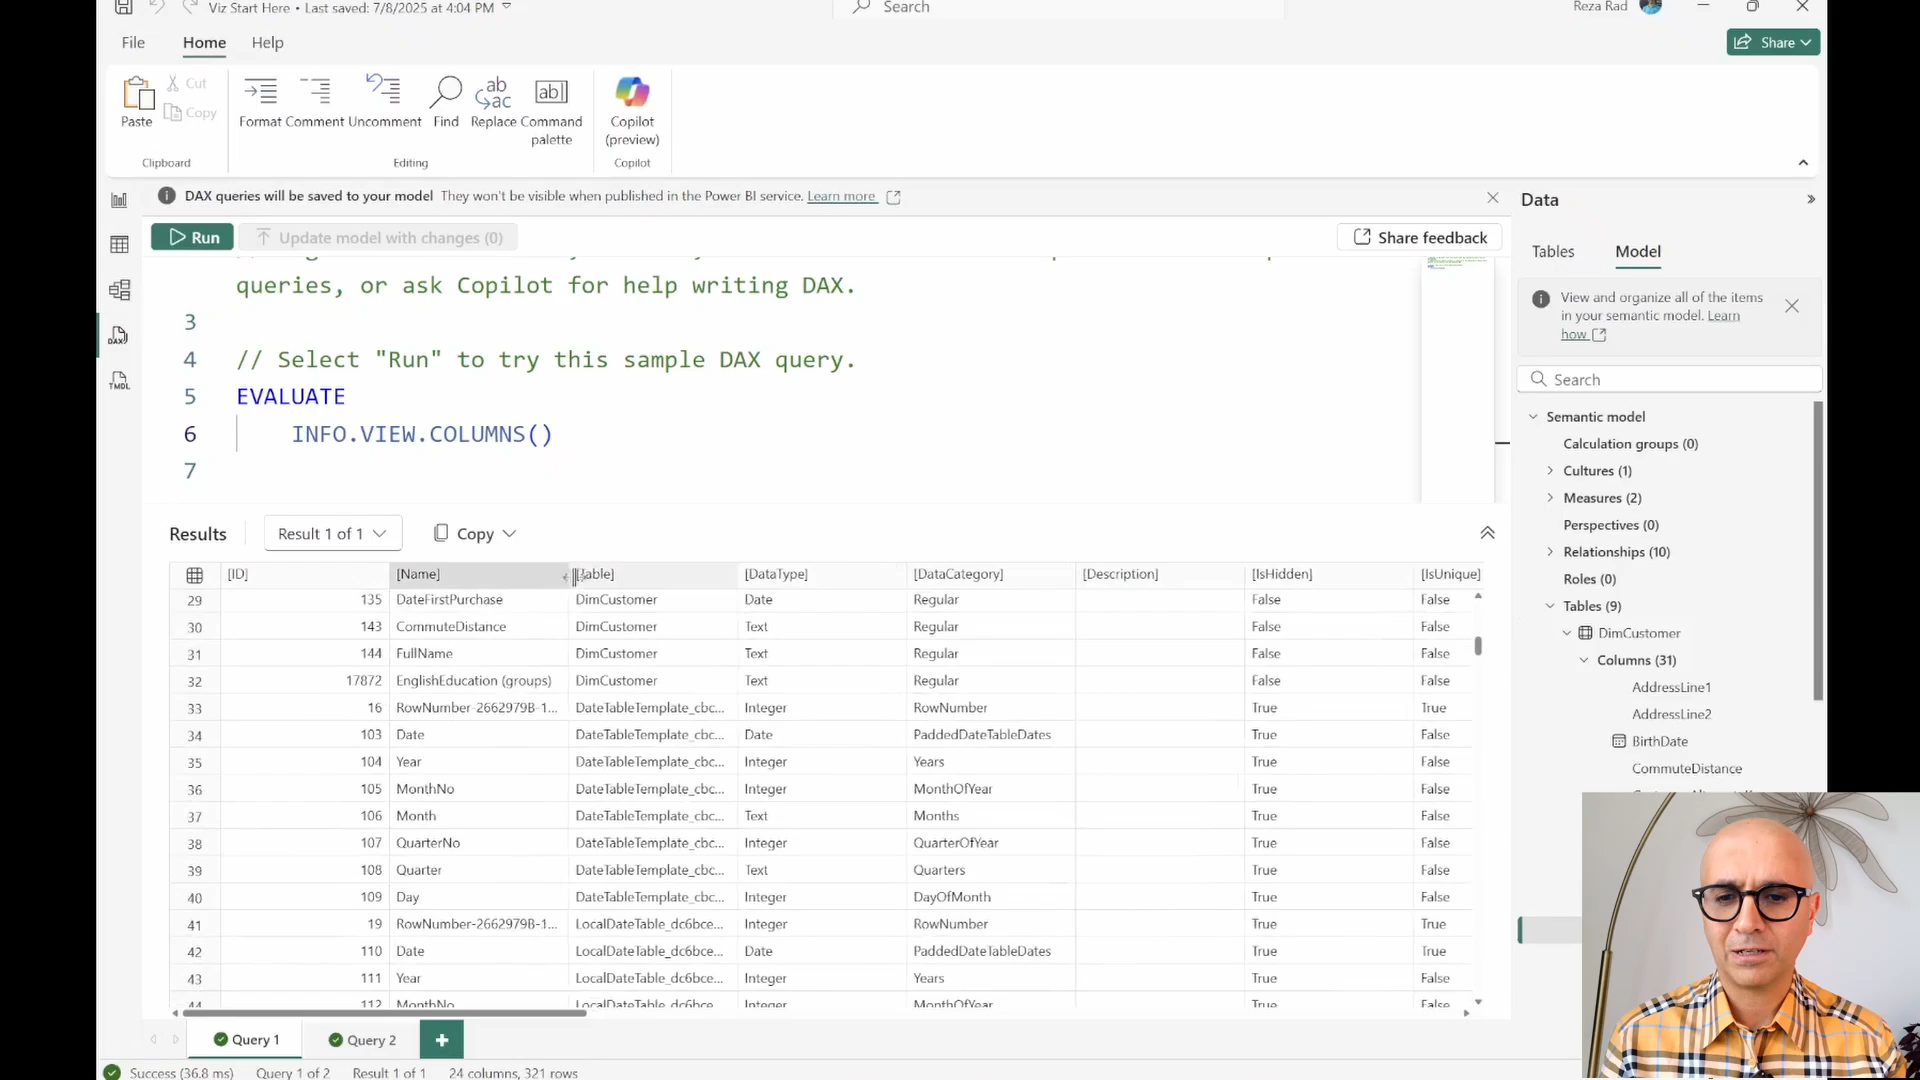 Viz Start Here • Last saved: 7/8/2025 at 4:04 PM
Search
Reza Rad
File
Home
Help
Share
Paste
Cut
Copy
Format
Comment
Uncomment
Find
Replace
Command palette
Copilot (preview)
Clipboard
Editing
Copilot
DAX queries will be saved to your model They won't be visible when published in the Power BI service. Learn more
Run
Update model with changes (0)
Share feedback
queries, or ask Copilot for help writing DAX.
3
4 // Select "Run" to try this sample DAX query.
5 EVALUATE
6 INFO.VIEW.COLUMNS()
7
Results
Result 1 of 1
Copy
[ID] [Name] [Table] [DataType] [DataCategory] [Description] [IsHidden] [IsUnique]
29 135 DateFirstPurchase DimCustomer Date Regular False False
30 143 CommuteDistance DimCustomer Text Regular False False
31 144 FullName DimCustomer Text Regular False False
32 17872 EnglishEducation (groups) DimCustomer Text Regular False False
33 16 RowNumber-2662979B-1... DateTableTemplate_cbc... Integer RowNumber True True
34 103 Date DateTableTemplate_cbc... Date PaddedDateTableDates True False
35 104 Year DateTableTemplate_cbc... Integer Years True False
36 105 MonthNo DateTableTemplate_cbc... Integer MonthOfYear True False
37 106 Month DateTableTemplate_cbc... Text Months True False
38 107 QuarterNo DateTableTemplate_cbc... Integer QuarterOfYear True False
39 108 Quarter DateTableTemplate_cbc... Text Quarters True False
40 109 Day DateTableTemplate_cbc... Integer DayOfMonth True False
41 19 RowNumber-2662979B-1... LocalDateTable_dc6bce... Integer RowNumber True True
42 110 Date LocalDateTable_dc6bce... Date PaddedDateTableDates True True
43 111 Year LocalDateTable_dc6bce... Integer Years True False
44 112 MonthNo LocalDateTable_dc6bce... Integer MonthOfYear True False
Query 1
Query 2
Success (36.8 ms) Query 1 of 2 Result 1 of 1 24 columns, 321 rows
DAX
TMDL
Data
Tables
Model
View and organize all of the items
in your semantic model. Learn
how
Search
Semantic model
Calculation groups (0)
Cultures (1)
Measures (2)
Perspectives (0)
Relationships (10)
Roles (0)
Tables (9)
DimCustomer
Columns (31)
AddressLine1
AddressLine2
BirthDate
CommuteDistance